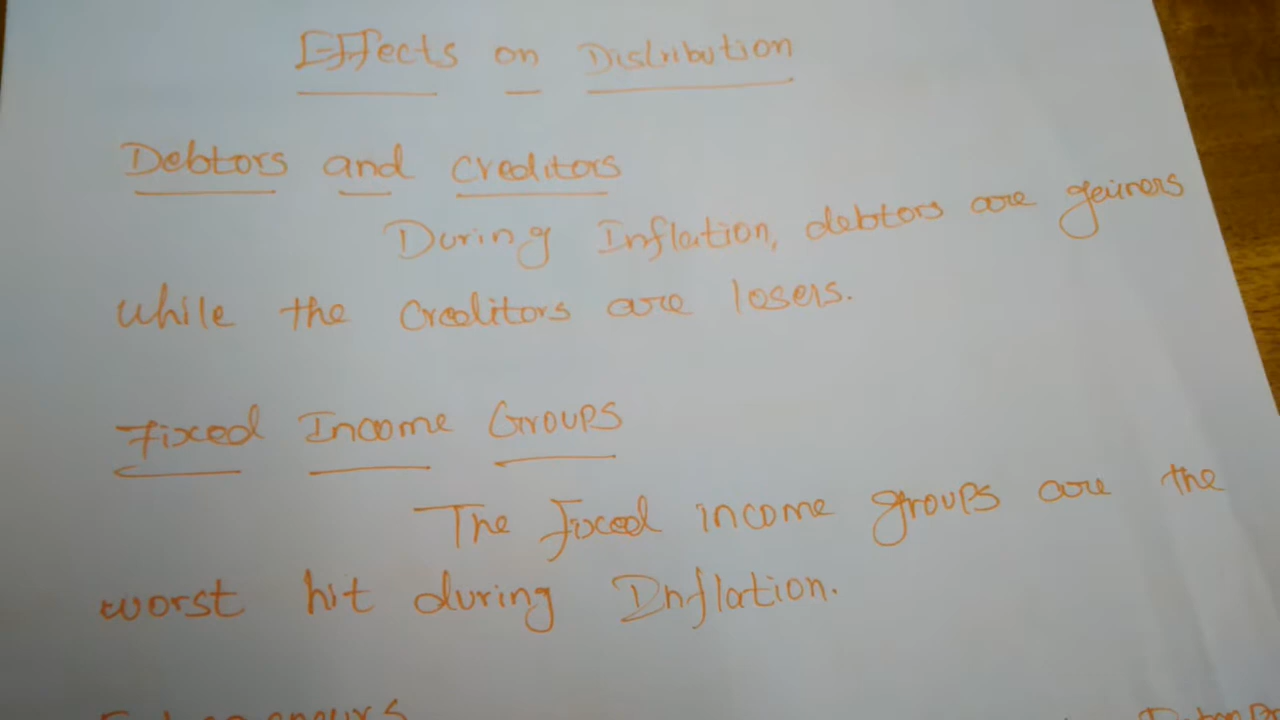 Effects on Distribution
Debtors and Creditors
During Inflation, debtors are gainers
while the Creditors are losers.
Fixed Income Groups
The fixed income groups are the
worst hit during Inflation.